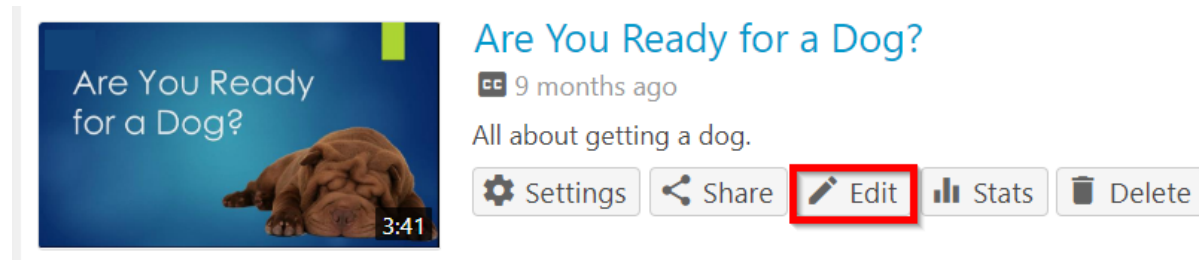 Are You Ready
for a Dog?
3:41
Are You Ready for a Dog?
CC 9 months ago
All about getting a dog.
Settings Share Edit Stats Delete